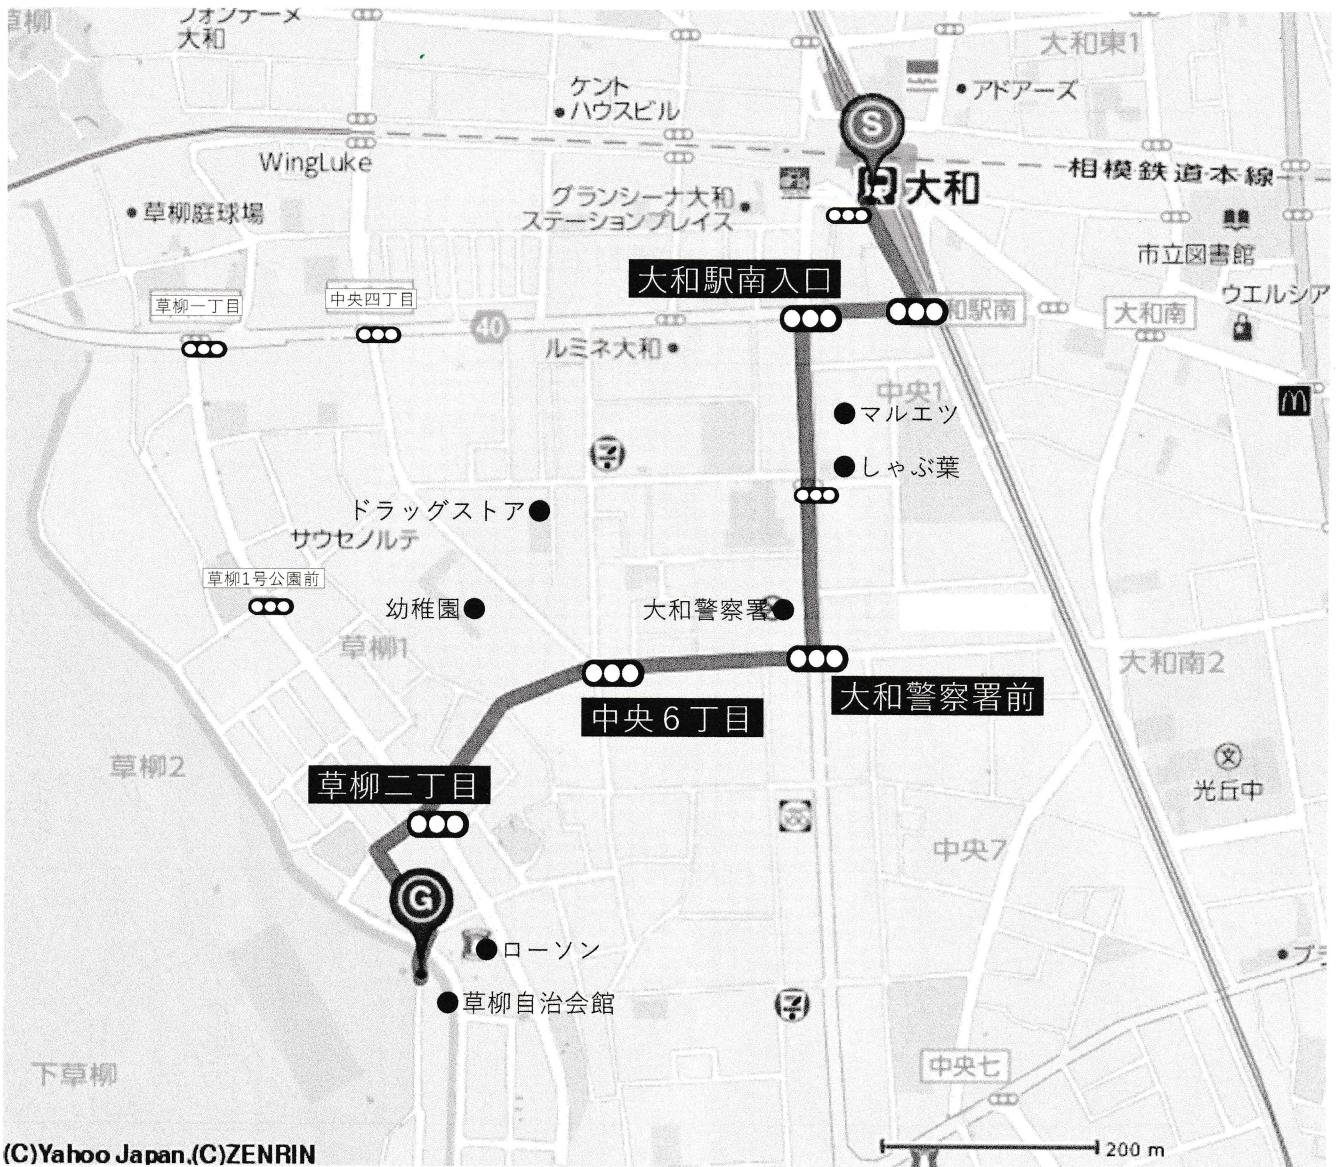 草柳
フォンテーヌ
大和
大和東1
ケント
ハウスビル
アドアーズ
S
WingLuke
相模鉄道本線
大和
草柳庭球場
グランシーナ大和
ステーションプレイス
市立図書館
大和駅南入口
ウエルシア
草柳一丁目
中央四丁目
和駅南
大和南
40
ルミネ大和
中央1
マルエツ
しゃぶ葉
ドラッグストア
サウセノルテ
草柳1号公園前
幼稚園
大和警察署
草柳1
大和南2
大和警察署前
中央6丁目
草柳2
草柳二丁目
文
光丘中
中央7
G
ローソン
草柳自治会館
下草柳
中央七
(C)Yahoo Japan,(C)ZENRIN
200 m